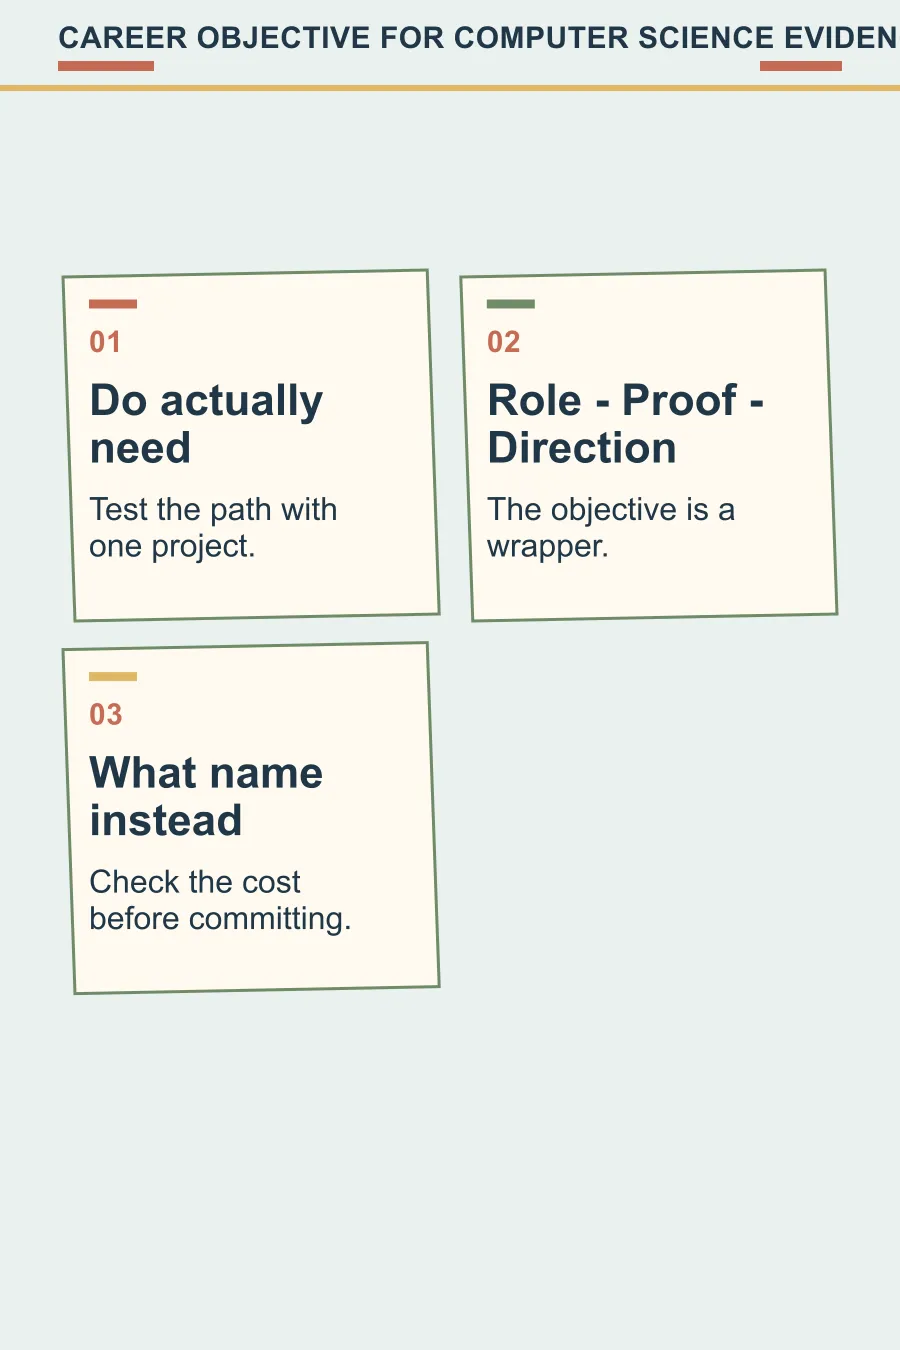 CAREER OBJECTIVE FOR COMPUTER SCIENCE EVIDEN
01
Do actually
need
Test the path with
one project.
02
Role - Proof -
Direction
The objective is a
wrapper.
03
What name
instead
Check the cost
before committing.